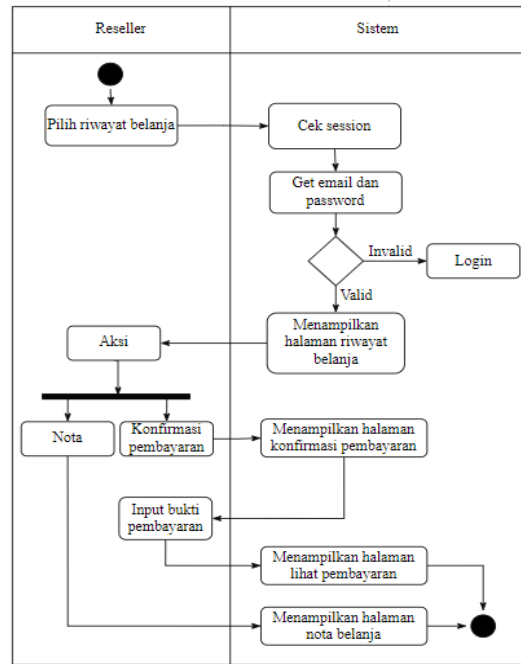 Reseller
Sistem
Pilih riwayat belanja
Cek session
Get email dan
password
Invalid
Login
Valid
Menampilkan
halaman riwayat
belanja
Aksi
Nota
Konfirmasi
pembayaran
Menampilkan halaman
konfirmasi pembayaran
Input bukti
pembayaran
Menampilkan halaman
lihat pembayaran
Menampilkan halaman
nota belanja